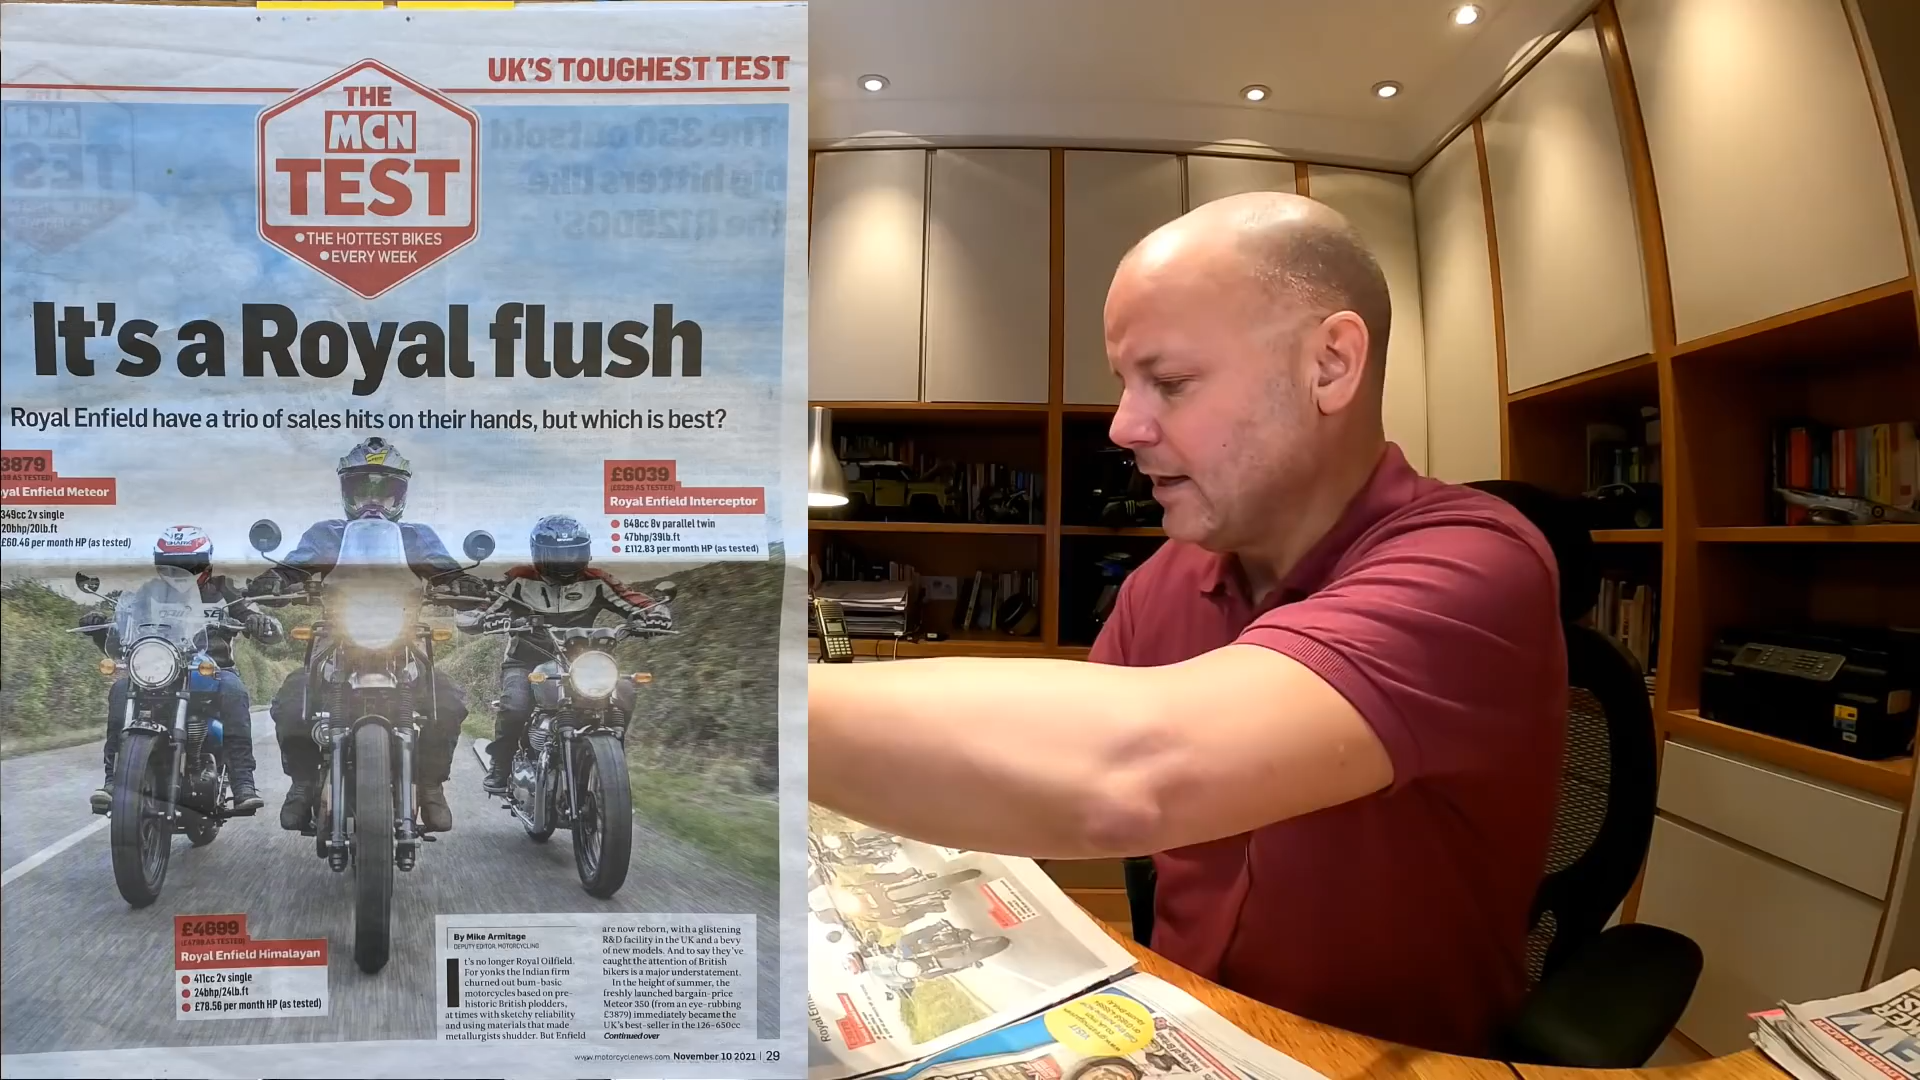 UK'S TOUGHEST TEST
THE
MCN
TEST
THE HOTTEST BIKES
EVERY WEEK
It's a Royal flush
Royal Enfield have a trio of sales hits on their hands, but which is best?
3879
yal Enfield Meteor
349cc 2v single
20bhp/20lb.ft
£60.46 per month HP (as tested)
£6039
(£6239 AS TESTED)
Royal Enfield Interceptor
648cc 8v parallel twin
47bhp/39lb.ft
£112.83 per month HP (as tested)
£4699
(£4799 AS TESTED)
Royal Enfield Himalayan
411cc 2v single
24bhp/24lb.ft
£78.56 per month HP (as tested)
By Mike Armitage
DEPUTY EDITOR, MOTORCYCLING
It's no longer Royal Oilfield.
For yonks the Indian firm
churned out bum-basic
motorcycles based on pre-
historic British plodders,
at times with sketchy reliability
and using materials that made
metallurgists shudder. But Enfield
are now reborn, with a glistening
R&D facility in the UK and a bevy
of new models. And to say they've
caught the attention of British
bikers is a major understatement.
In the height of summer, the
freshly launched bargain-price
Meteor 350 (from an eye-rubbing
£3879) immediately became the
UK's best-seller in the 126-650cc
Continued over
www.motorcyclenews.com November 10 2021 | 29